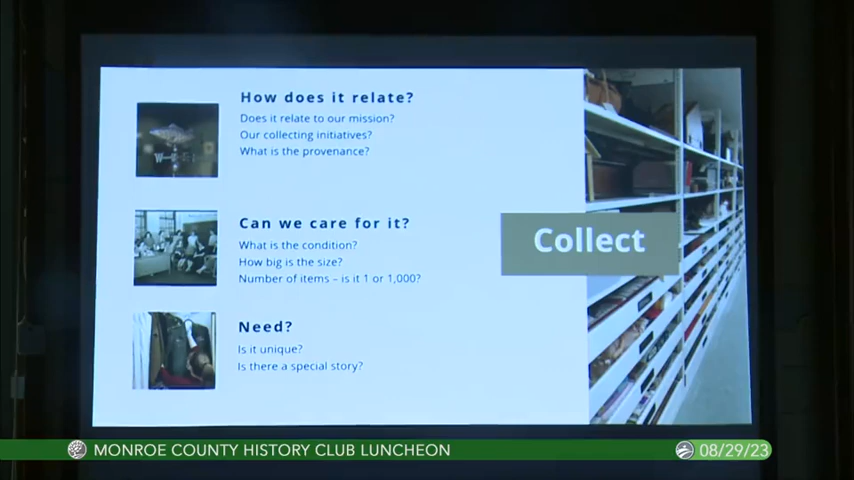 How does it relate?
Does it relate to our mission?
Our collecting initiatives?
What is the provenance?
Can we care for it?
What is the condition?
How big is the size?
Number of items – is it 1 or 1,000?
Need?
Is it unique?
Is there a special story?
Collect
MONROE COUNTY HISTORY CLUB LUNCHEON
08/29/23